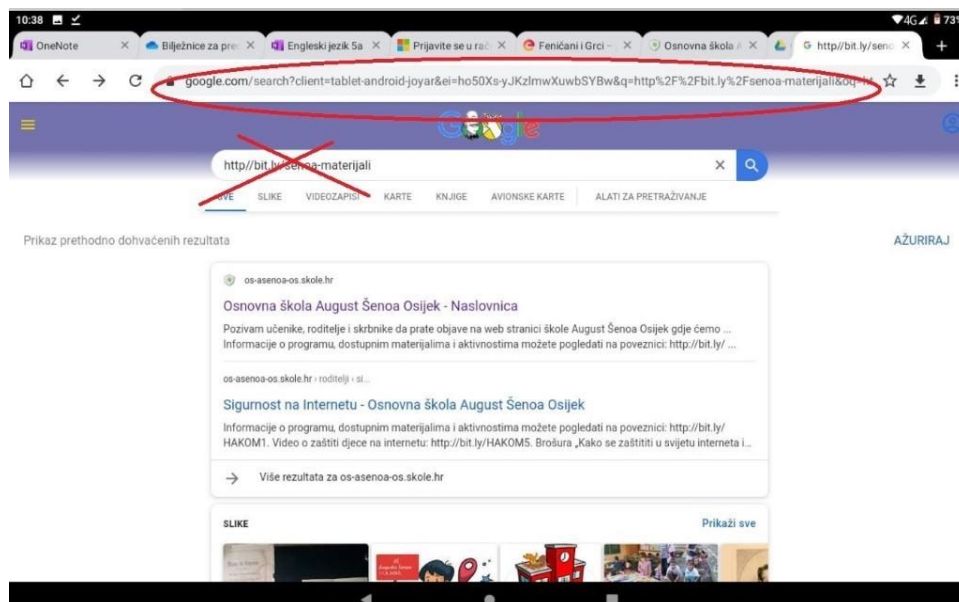 10:38 4G 73%
OneNote Bilježnice za pre Engleski jezik 5a Prijavite se u rač Feničani i Grci - Osnovna škola A http//bit.ly/seno
google.com/search?client=tablet-android-joyar&ei=ho50Xs-yJKzlmwXuwbSYBw&q=http%2F%2Fbit.ly%2Fsenoa-materijali&oq=ht
Google
http//bit.ly/senoa-materijali
SVE SLIKE VIDEOZAPISI KARTE KNJIGE AVIONSKE KARTE ALATI ZA PRETRAŽIVANJE
Prikaz prethodno dohvaćenih rezultata AŽURIRAJ
os-asenoa-os.skole.hr
Osnovna škola August Šenoa Osijek - Naslovnica
Pozivam učenike, roditelje i skrbnike da prate objave na web stranici škole August Šenoa Osijek gdje ćemo ...
Informacije o programu, dostupnim materijalima i aktivnostima možete pogledati na poveznici: http://bit.ly/ ...
os-asenoa-os.skole.hr › roditelji › si...
Sigurnost na Internetu - Osnovna škola August Šenoa Osijek
Informacije o programu, dostupnim materijalima i aktivnostima možete pogledati na poveznici: http://bit.ly/
HAKOM1. Video o zaštiti djece na internetu: http://bit.ly/HAKOM5. Brošura „Kako se zaštititi u svijetu interneta i...
Više rezultata za os-asenoa-os.skole.hr
SLIKE Prikaži sve